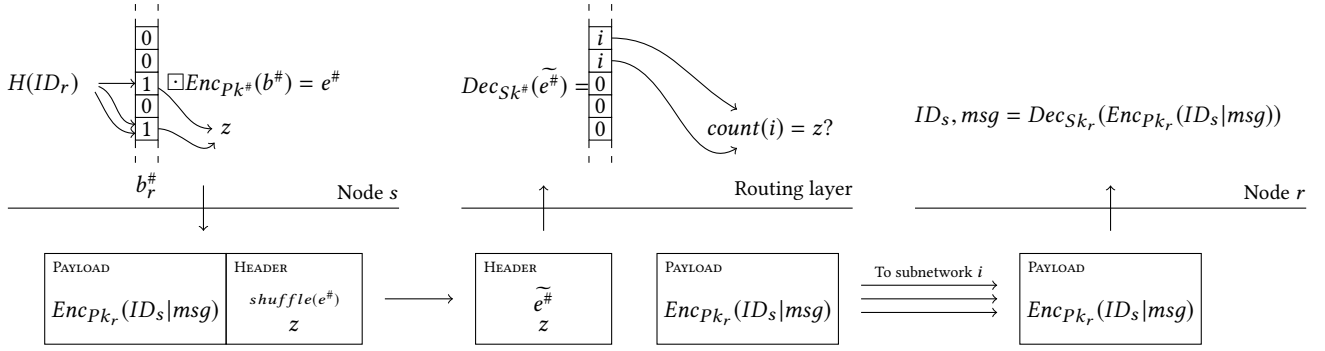 0
0
H(ID_r) 1 ⊡Enc_{Pk^#}(b^#) = e^#
0
1 z
b_r^#
Node s
PAYLOAD HEADER
Enc_{Pk_r}(ID_s|msg) shuffle(e^#)
z
i
i
Dec_{Sk^#}(\widetilde{e^#}) = 0
0
0 count(i) = z?
Routing layer
HEADER
\widetilde{e^#}
z
PAYLOAD
Enc_{Pk_r}(ID_s|msg)
To subnetwork i
ID_s, msg = Dec_{Sk_r}(Enc_{Pk_r}(ID_s|msg))
Node r
PAYLOAD
Enc_{Pk_r}(ID_s|msg)